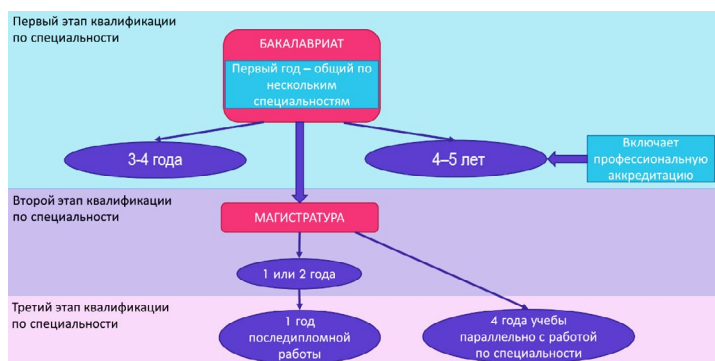 Первый этап квалификации
по специальности
БАКАЛАВРИАТ
Первый год – общий по
нескольким
специальностям
3-4 года
4–5 лет
Включает
профессиональную
аккредитацию
Второй этап квалификации
по специальности
МАГИСТРАТУРА
1 или 2 года
Третий этап квалификации
по специальности
1 год
последипломной
работы
4 года учебы
параллельно с работой
по специальности